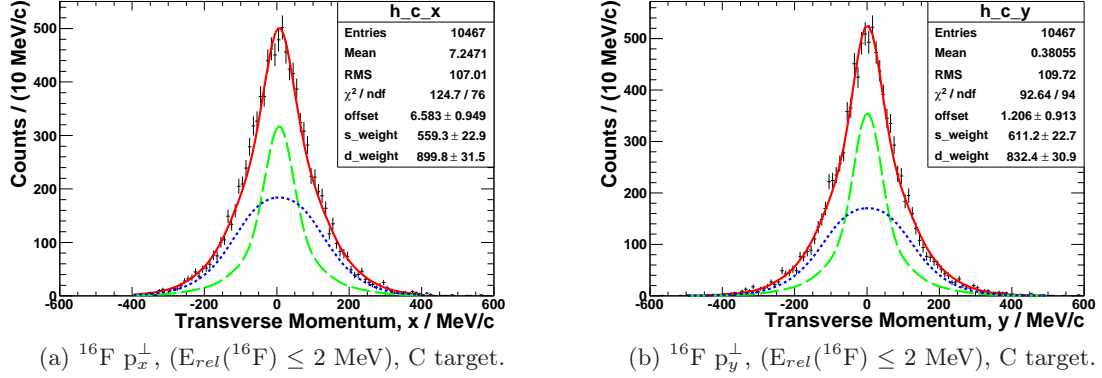 h_c_x
Entries 10467
Mean 7.2471
RMS 107.01
χ² / ndf 124.7 / 76
offset 6.583 ± 0.949
s_weight 559.3 ± 22.9
d_weight 899.8 ± 31.5
Counts / (10 MeV/c)
500
400
300
200
100
0
-600 -400 -200 0 200 400 600
Transverse Momentum, x / MeV/c
(a) ¹⁶F p⊥x, (Erel(¹⁶F) ≤ 2 MeV), C target.
h_c_y
Entries 10467
Mean 0.38055
RMS 109.72
χ² / ndf 92.64 / 94
offset 1.206 ± 0.913
s_weight 611.2 ± 22.7
d_weight 832.4 ± 30.9
Counts / (10 MeV/c)
500
400
300
200
100
0
-600 -400 -200 0 200 400 600
Transverse Momentum, y / MeV/c
(b) ¹⁶F p⊥y, (Erel(¹⁶F) ≤ 2 MeV), C target.